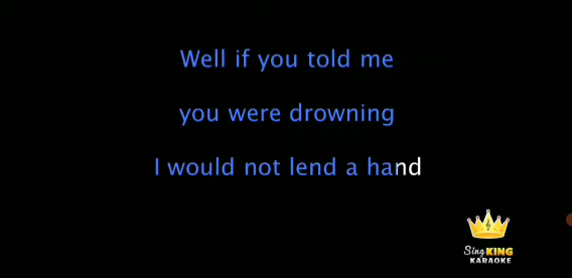 Well if you told me
you were drowning
I would not lend a hand
Sing KING
KARAOKE